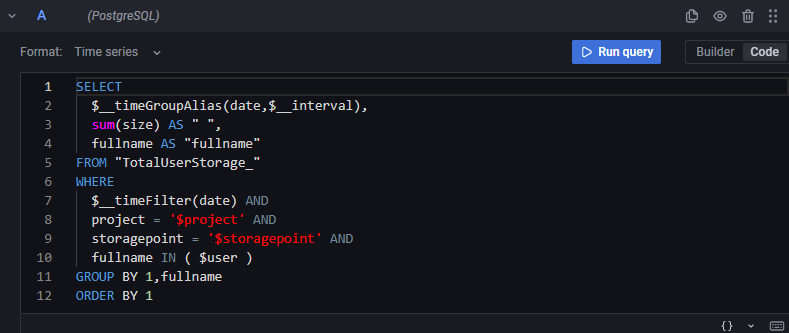 A (PostgreSQL)
Format: Time series Run query Builder Code
1 SELECT
2 $__timeGroupAlias(date,$__interval),
3 sum(size) AS " ",
4 fullname AS "fullname"
5 FROM "TotalUserStorage_"
6 WHERE
7 $__timeFilter(date) AND
8 project = '$project' AND
9 storagepoint = '$storagepoint' AND
10 fullname IN ( $user )
11 GROUP BY 1,fullname
12 ORDER BY 1
{}